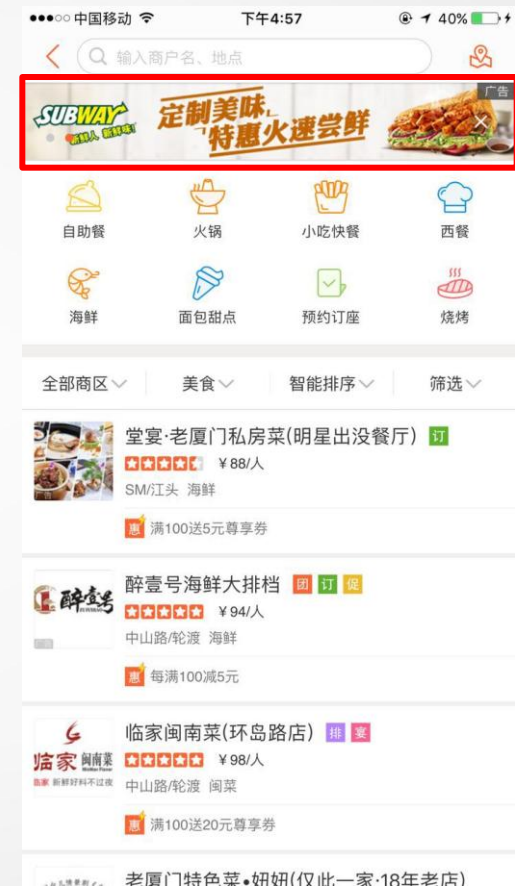 中国移动 下午4:57 40%
输入商户名、地点
广告
SUBWAY
新鲜人 新鲜味!
定制美味,
特惠火速尝鲜
自助餐 火锅 小吃快餐 西餐
海鲜 面包甜点 预约订座 烧烤
全部商区 美食 智能排序 筛选
堂宴·老厦门私房菜(明星出没餐厅) 订
¥88/人
SM/江头 海鲜
惠 满100送5元尊享券
醉壹号
醉壹号海鲜大排档 团 订 促
¥94/人
中山路/轮渡 海鲜
广告
惠 每满100减5元
临家闽南菜
临家 新鲜好料不过夜
临家闽南菜(环岛路店) 排 宴
¥98/人
中山路/轮渡 闽菜
惠 满100送20元尊享券
老厦门特色菜•妞妞(仅此一家·18年老店)